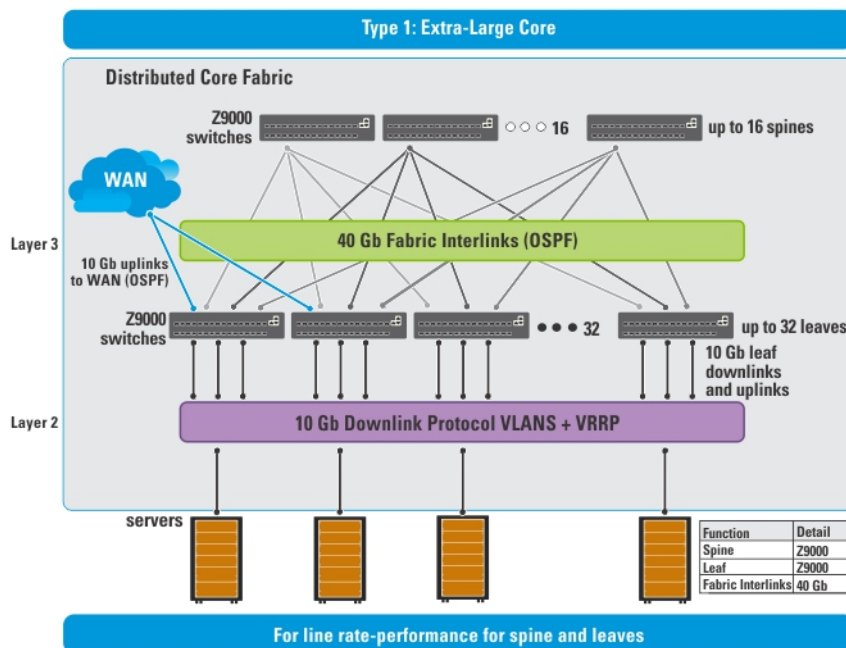 Type 1: Extra-Large Core
Distributed Core Fabric
Z9000
switches
16
up to 16 spines
WAN
Layer 3
40 Gb Fabric Interlinks (OSPF)
10 Gb uplinks
to WAN (OSPF)
Z9000
switches
32
up to 32 leaves
10 Gb leaf
downlinks
and uplinks
Layer 2
10 Gb Downlink Protocol VLANS + VRRP
servers
Function Detail
Spine Z9000
Leaf Z9000
Fabric Interlinks 40 Gb
For line rate-performance for spine and leaves